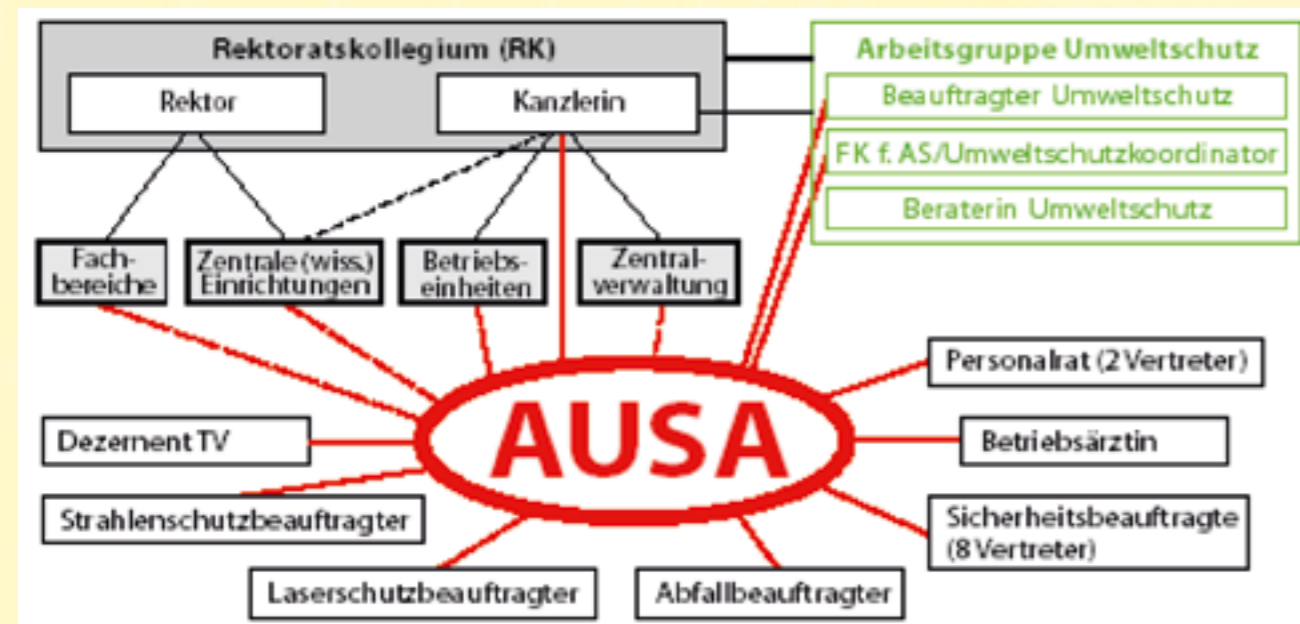 Rektoratskollegium (RK)
Rektor
Kanzlerin
Arbeitsgruppe Umweltschutz
Beauftragter Umweltschutz
FK f. AS/Umweltschutzkoordinator
Beraterin Umweltschutz
Fach-
bereiche
Zentrale (wiss.)
Einrichtungen
Betriebs-
einheiten
Zentral-
verwaltung
AUSA
Personalrat (2 Vertreter)
Dezernent TV
Betriebsärztin
Strahlenschutzbeauftragter
Sicherheitsbeauftragte
(8 Vertreter)
Laserschutzbeauftragter
Abfallbeauftragter